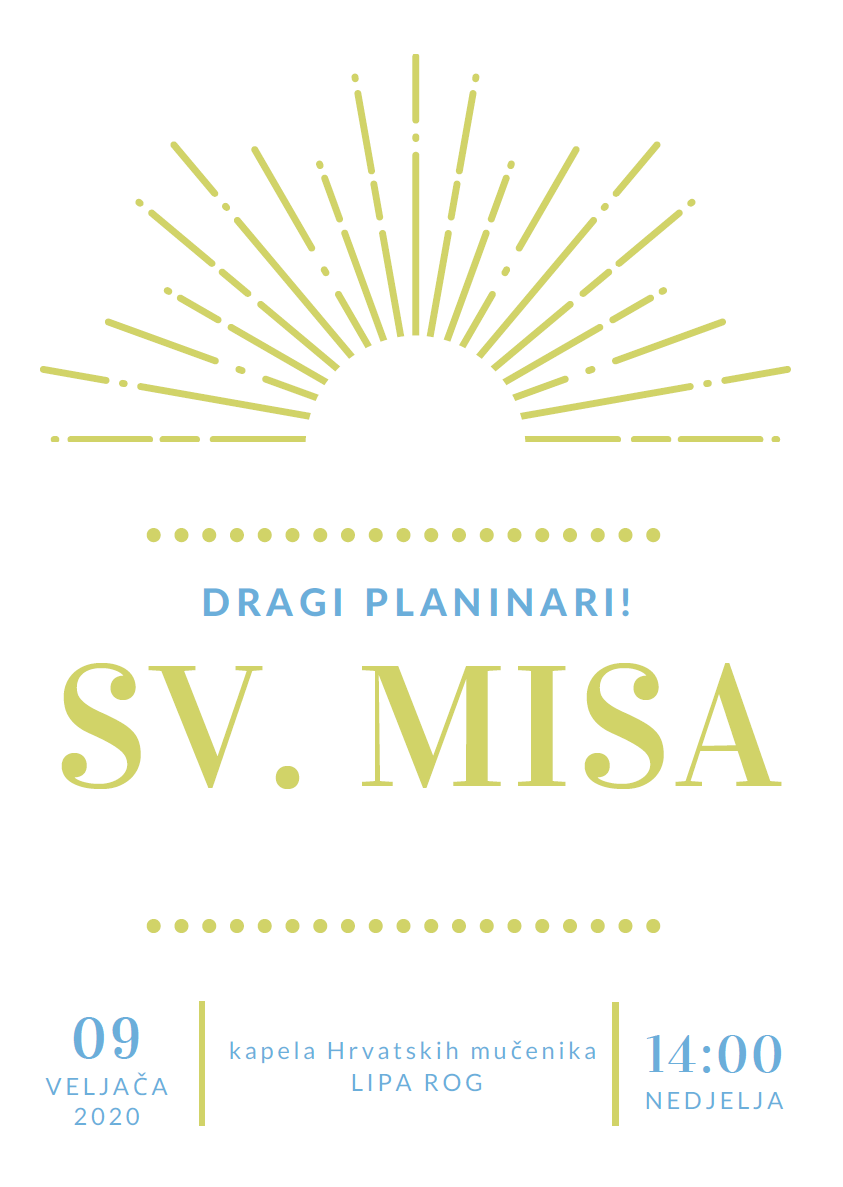 DRAGI PLANINARI!
SV. MISA
09
VELJAČA
2020
kapela Hrvatskih mučenika
LIPA ROG
14:00
NEDJELJA